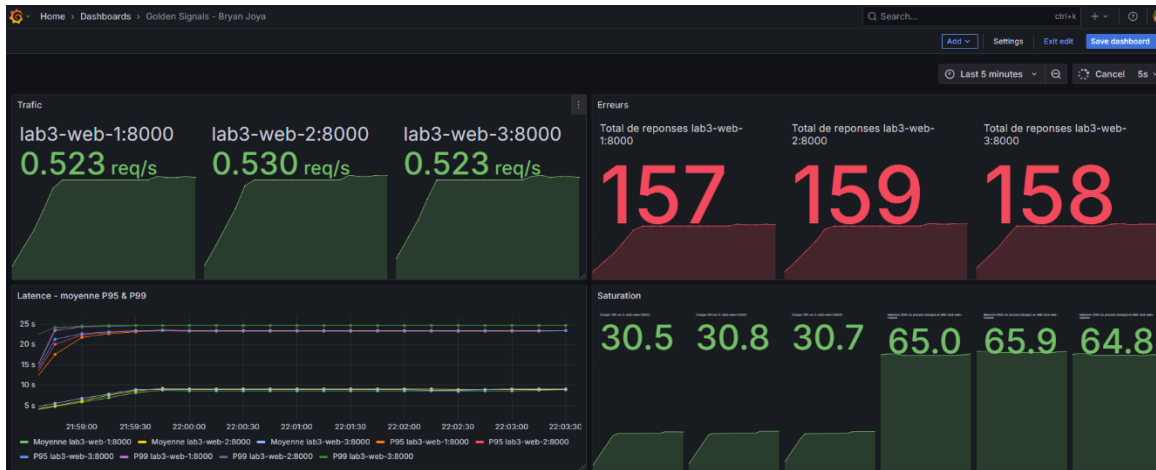 Home › Dashboards › Golden Signals - Bryan Joya
Search...
ctrl+k
Add
Settings
Exit edit
Save dashboard
Last 5 minutes
Cancel
5s
Trafic
lab3-web-1:8000
0.523 req/s
lab3-web-2:8000
0.530 req/s
lab3-web-3:8000
0.523 req/s
Erreurs
Total de reponses lab3-web-
1:8000
157
Total de reponses lab3-web-
2:8000
159
Total de reponses lab3-web-
3:8000
158
Latence - moyenne P95 & P99
25 s
20 s
15 s
10 s
5 s
21:59:00 21:59:30 22:00:00 22:00:30 22:01:00 22:01:30 22:02:00 22:02:30 22:03:00 22:03:30
Moyenne lab3-web-1:8000 Moyenne lab3-web-2:8000 Moyenne lab3-web-3:8000 P95 lab3-web-1:8000 P95 lab3-web-2:8000
P95 lab3-web-3:8000 P99 lab3-web-1:8000 P99 lab3-web-2:8000 P99 lab3-web-3:8000
Saturation
30.5
30.8
30.7
65.0
65.9
64.8